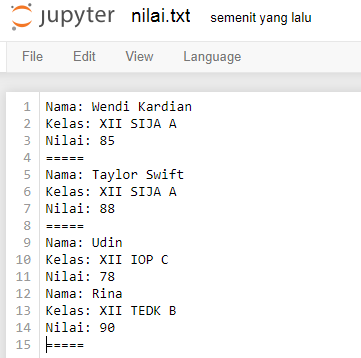 jupyter nilai.txt semenit yang lalu
File Edit View Language
1 Nama: Wendi Kardian
2 Kelas: XII SIJA A
3 Nilai: 85
4 =====
5 Nama: Taylor Swift
6 Kelas: XII SIJA A
7 Nilai: 88
8 =====
9 Nama: Udin
10 Kelas: XII IOP C
11 Nilai: 78
12 Nama: Rina
13 Kelas: XII TEDK B
14 Nilai: 90
15 =====